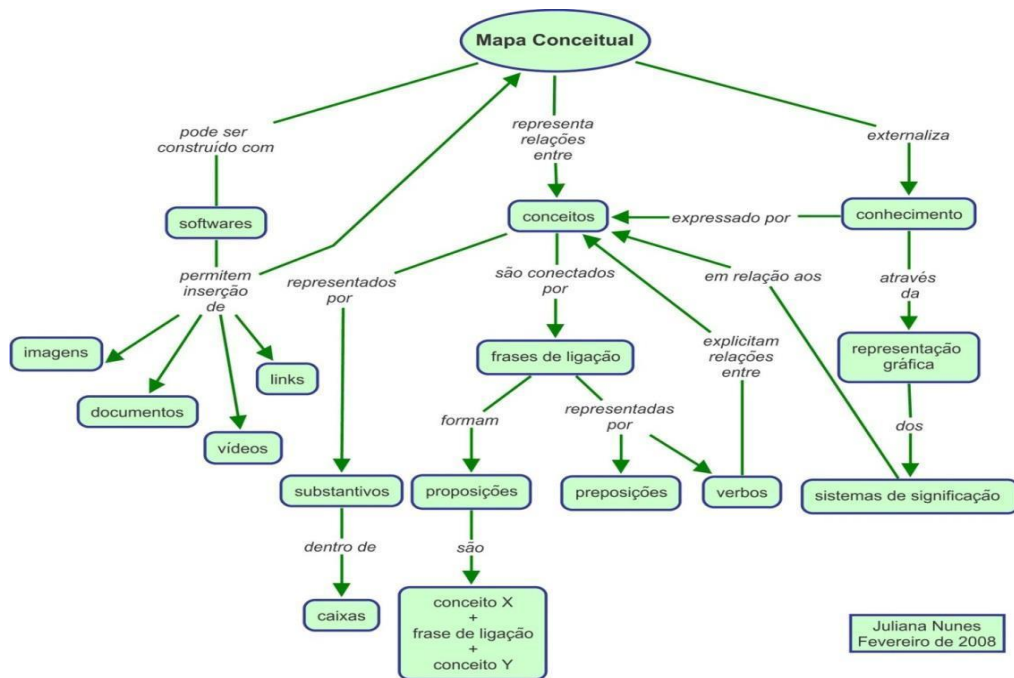 Mapa Conceitual
pode ser
construído com
representa
relações
entre
externaliza
softwares
conceitos
expressado por
conhecimento
permitem
inserção
de
representados
por
são conectados
por
em relação aos
através
da
imagens
links
documentos
vídeos
frases de ligação
explicitam
relações
entre
representação
gráfica
formam
representadas
por
dos
substantivos
proposições
preposições
verbos
sistemas de significação
dentro de
são
caixas
conceito X
+
frase de ligação
+
conceito Y
Juliana Nunes
Fevereiro de 2008